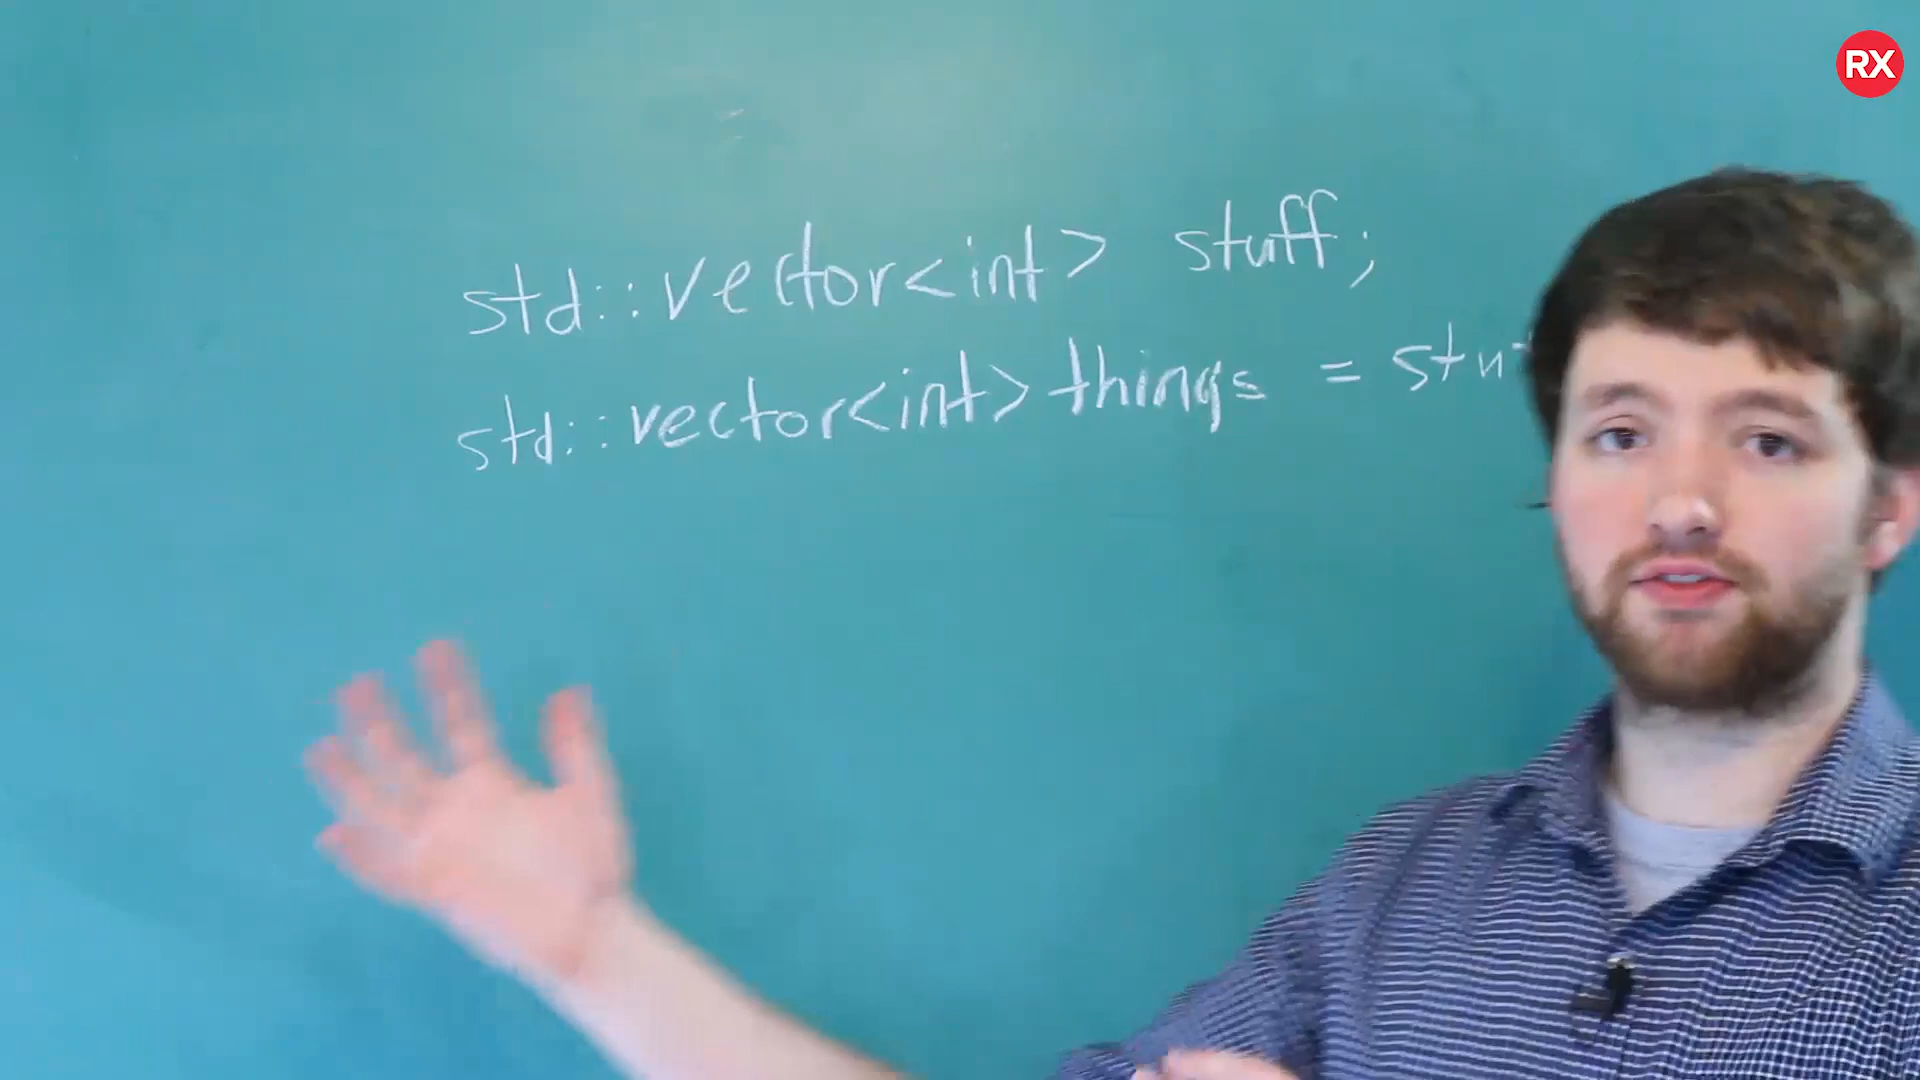 RX
std::vector<int> stuff;
std::vector<int> things =